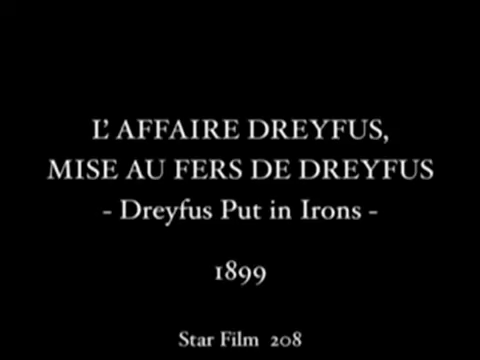 L' AFFAIRE DREYFUS,
MISE AU FERS DE DREYFUS
- Dreyfus Put in Irons -
1899
Star Film 208